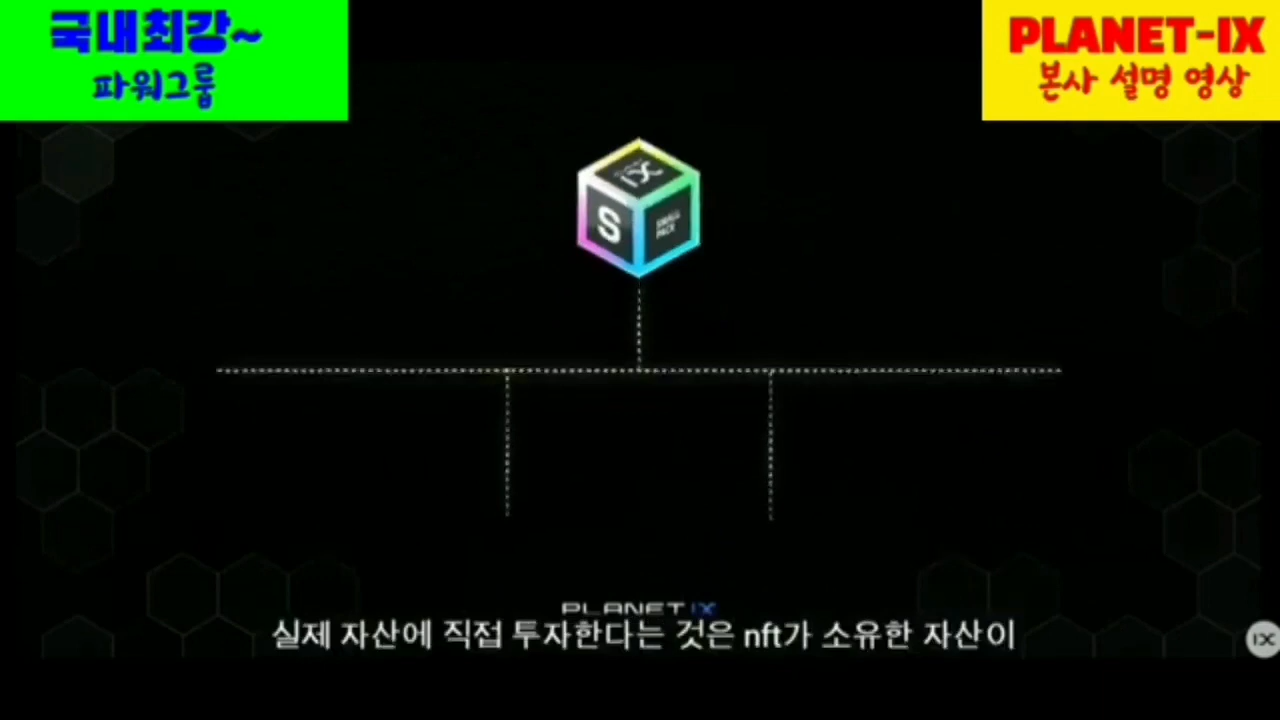 국내최강~
파워그룹
PLANET-IX
본사 설명 영상
IX
S
SMALL
PACK
PLANET IX
실제 자산에 직접 투자한다는 것은 nft가 소유한 자산이
IX